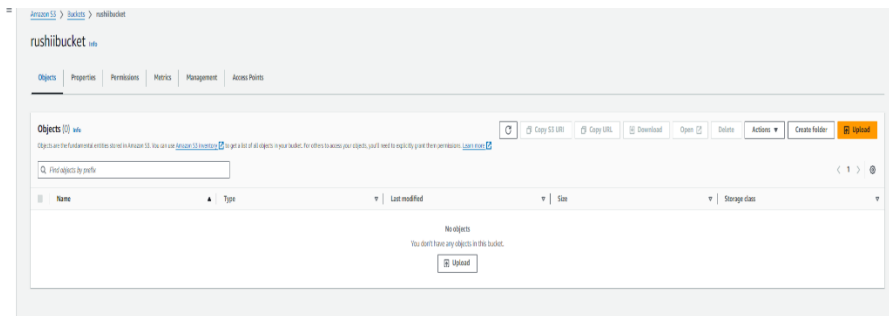 Amazon S3 > Buckets > rushiibucket
rushiibucket Info
Objects Properties Permissions Metrics Management Access Points
Objects (0) Info
Copy S3 URI Copy URL Download Open Delete Actions Create folder Upload
Objects are the fundamental entities stored in Amazon S3. You can use Amazon S3 inventory to get a list of all objects in your bucket. For others to access your objects, you'll need to explicitly grant them permissions. Learn more
Find objects by prefix
1
Name Type Last modified Size Storage class
No objects
You don't have any objects in this bucket.
Upload